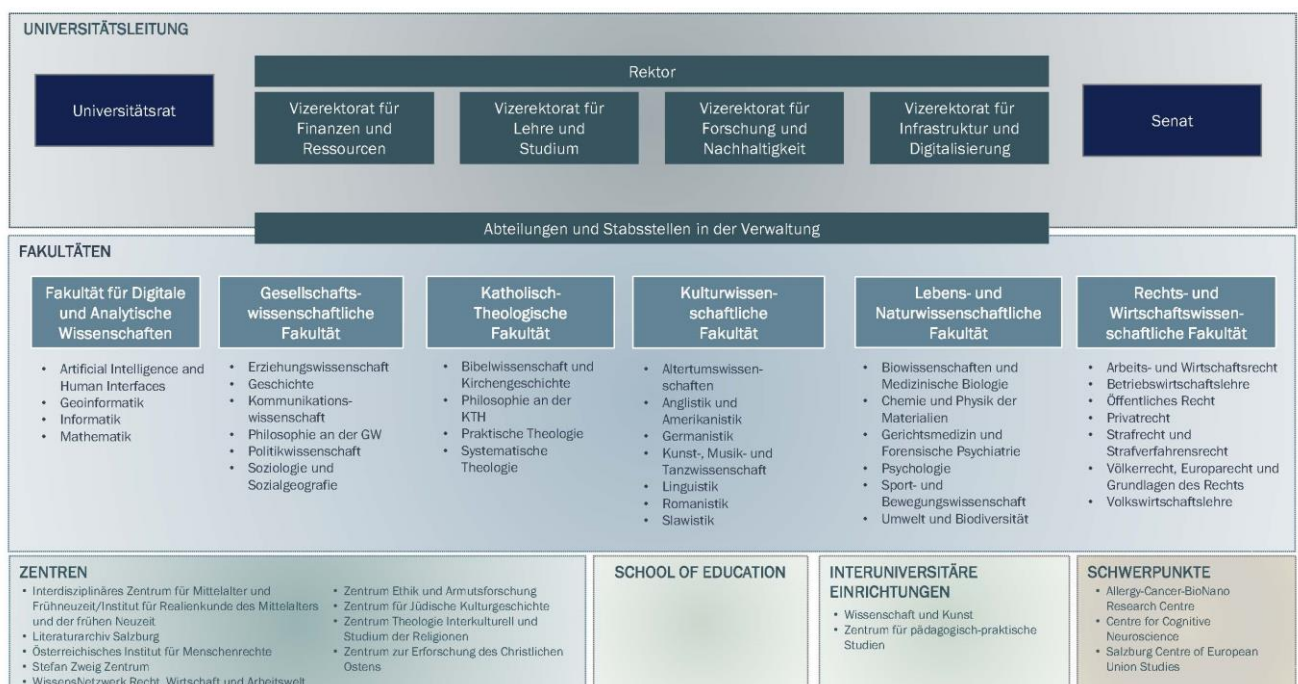 UNIVERSITÄTSLEITUNG
Universitätsrat
Rektor
Vizerektorat für
Finanzen und
Ressourcen
Vizerektorat für
Lehre und
Studium
Vizerektorat für
Forschung und
Nachhaltigkeit
Vizerektorat für
Infrastruktur und
Digitalisierung
Senat
Abteilungen und Stabsstellen in der Verwaltung
FAKULTÄTEN
Fakultät für Digitale
und Analytische
Wissenschaften
• Artificial Intelligence and
Human Interfaces
• Geoinformatik
• Informatik
• Mathematik
Gesellschafts-
wissenschaftliche
Fakultät
• Erziehungswissenschaft
• Geschichte
• Kommunikations-
wissenschaft
• Philosophie an der GW
• Politikwissenschaft
• Soziologie und
Sozialgeografie
Katholisch-
Theologische
Fakultät
• Bibelwissenschaft und
Kirchengeschichte
• Philosophie an der
KTH
• Praktische Theologie
• Systematische
Theologie
Kulturwissen-
schaftliche
Fakultät
• Altertumswissen-
schaften
• Anglistik und
Amerikanistik
• Germanistik
• Kunst-, Musik- und
Tanzwissenschaft
• Linguistik
• Romanistik
• Slawistik
Lebens- und
Naturwissenschaftliche
Fakultät
• Biowissenschaften und
Medizinische Biologie
• Chemie und Physik der
Materialien
• Gerichtsmedizin und
Forensische Psychiatrie
• Psychologie
• Sport- und
Bewegungswissenschaft
• Umwelt und Biodiversität
Rechts- und
Wirtschaftswissen-
schaftliche Fakultät
• Arbeits- und Wirtschaftsrecht
• Betriebswirtschaftslehre
• Öffentliches Recht
• Privatrecht
• Strafrecht und
Strafverfahrensrecht
• Völkerrecht, Europarecht und
Grundlagen des Rechts
• Volkswirtschaftslehre
ZENTREN
• Interdisziplinäres Zentrum für Mittelalter und
Frühneuzeit/Institut für Realienkunde des Mittelalters
und der frühen Neuzeit
• Literaturarchiv Salzburg
• Österreichisches Institut für Menschenrechte
• Stefan Zweig Zentrum
• WissensNetzwerk Recht, Wirtschaft und Arbeitswelt
• Zentrum Ethik und Armutsforschung
• Zentrum für Jüdische Kulturgeschichte
• Zentrum Theologie Interkulturell und
Studium der Religionen
• Zentrum zur Erforschung des Christlichen
Ostens
SCHOOL OF EDUCATION
INTERUNIVERSITÄRE
EINRICHTUNGEN
• Wissenschaft und Kunst
• Zentrum für pädagogisch-praktische
Studien
SCHWERPUNKTE
• Allergy-Cancer-BioNano
Research Centre
• Centre for Cognitive
Neuroscience
• Salzburg Centre of European
Union Studies